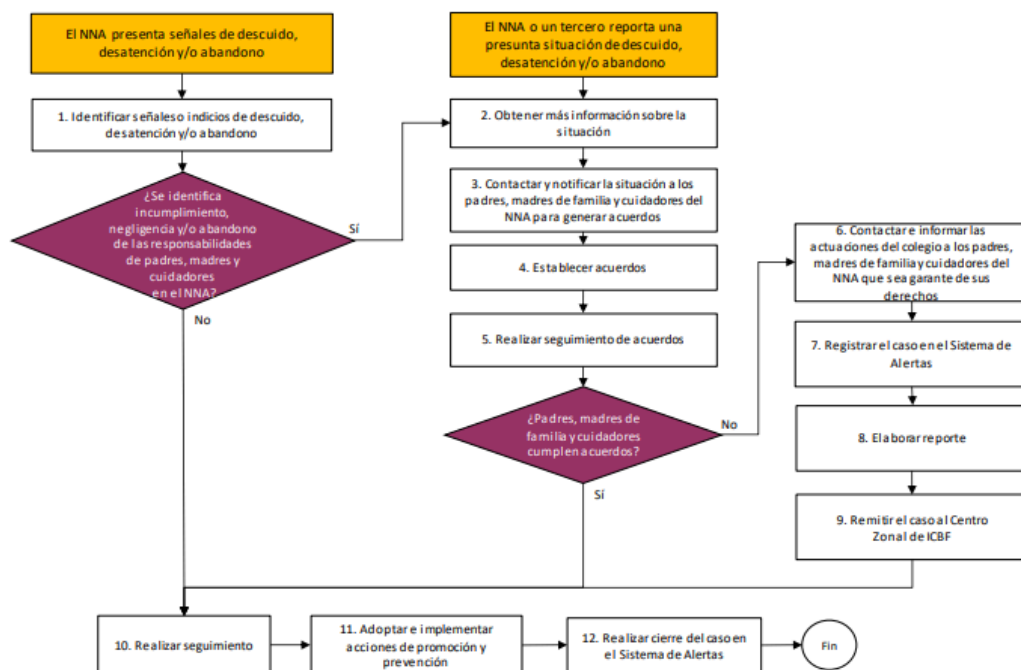 El NNA presenta señales de descuido,
desatención y/o abandono
El NNA o un tercero reporta una
presunta situación de descuido,
desatención y/o abandono
1. Identificar señales o indicios de descuido,
desatención y/o abandono
2. Obtener más información sobre la
situación
¿Se identifica
incumplimiento,
negligencia y/o abandono
de las responsabilidades
de padres, madres y
cuidadores
en el NNA?
Sí
No
3. Contactar y notificar la situación a los
padres, madres de familia y cuidadores del
NNA para generar acuerdos
4. Establecer acuerdos
5. Realizar seguimiento de acuerdos
¿Padres, madres de
familia y cuidadores
cumplen acuerdos?
No
Sí
6. Contactar e informar las
actuaciones del colegio a los padres,
madres de familia y cuidadores del
NNA que sea garante de sus
derechos
7. Registrar el caso en el Sistema de
Alertas
8. Elaborar reporte
9. Remitir el caso al Centro
Zonal de ICBF
10. Realizar seguimiento
11. Adoptar e implementar
acciones de promoción y
prevención
12. Realizar cierre del caso en
el Sistema de Alertas
Fin